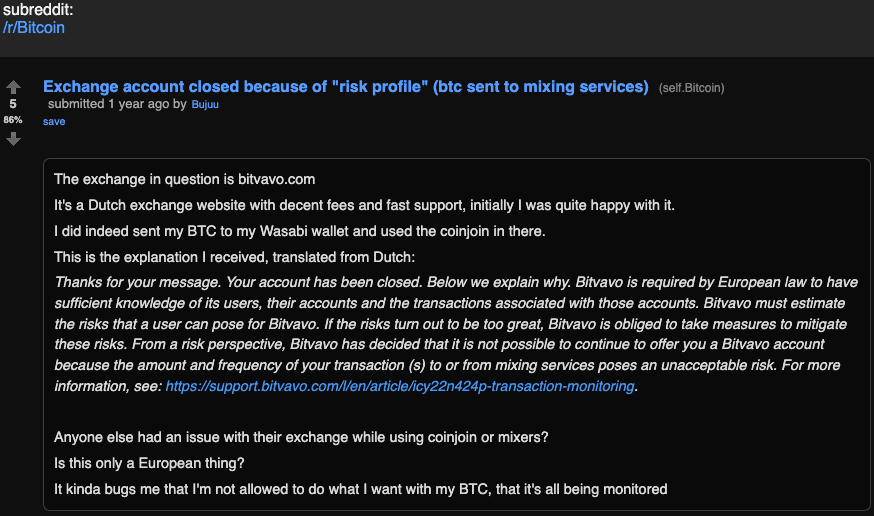 subreddit:
/r/Bitcoin
Exchange account closed because of "risk profile" (btc sent to mixing services) (self.Bitcoin)
5
submitted 1 year ago by Bujuu
86%
save
The exchange in question is bitvavo.com
It's a Dutch exchange website with decent fees and fast support, initially I was quite happy with it.
I did indeed sent my BTC to my Wasabi wallet and used the coinjoin in there.
This is the explanation I received, translated from Dutch:
Thanks for your message. Your account has been closed. Below we explain why. Bitvavo is required by European law to have
sufficient knowledge of its users, their accounts and the transactions associated with those accounts. Bitvavo must estimate
the risks that a user can pose for Bitvavo. If the risks turn out to be too great, Bitvavo is obliged to take measures to mitigate
these risks. From a risk perspective, Bitvavo has decided that it is not possible to continue to offer you a Bitvavo account
because the amount and frequency of your transaction (s) to or from mixing services poses an unacceptable risk. For more
information, see: https://support.bitvavo.com/l/en/article/icy22n424p-transaction-monitoring.
Anyone else had an issue with their exchange while using coinjoin or mixers?
Is this only a European thing?
It kinda bugs me that I'm not allowed to do what I want with my BTC, that it's all being monitored